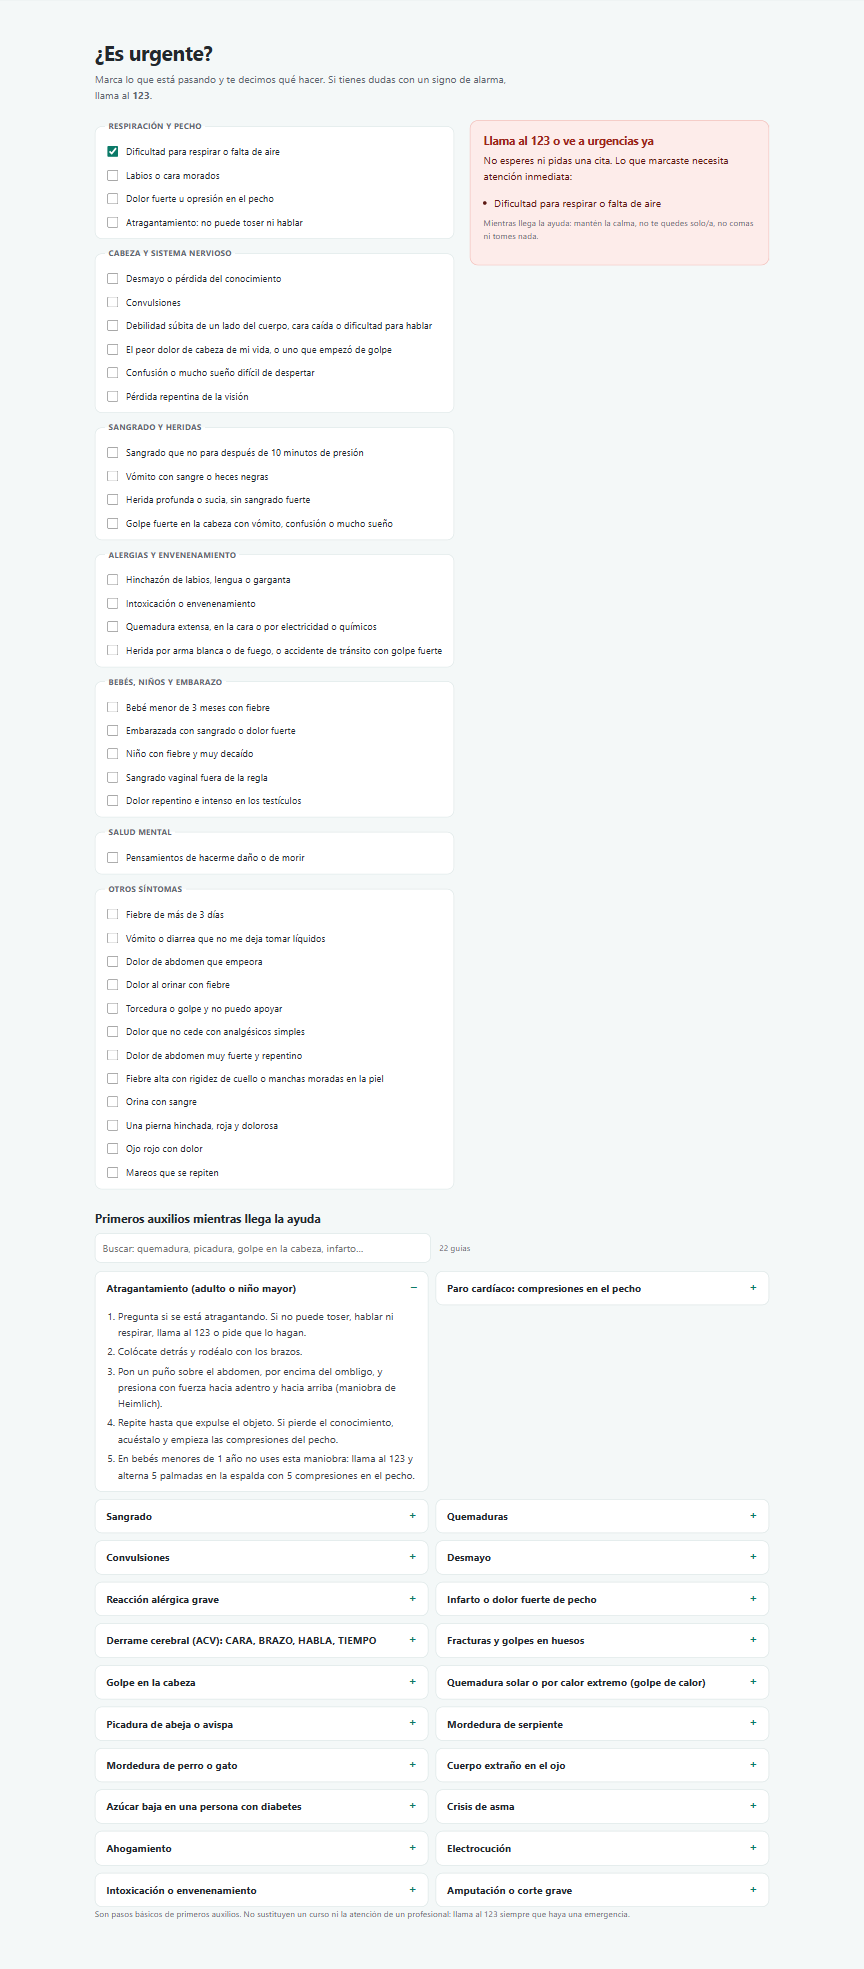 ¿Es urgente?
Marca lo que está pasando y te decimos qué hacer. Si tienes dudas con un signo de alarma,
llama al 123.
RESPIRACIÓN Y PECHO
Dificultad para respirar o falta de aire
Labios o cara morados
Dolor fuerte u opresión en el pecho
Atragantamiento: no puede toser ni hablar
Llama al 123 o ve a urgencias ya
No esperes ni pidas una cita. Lo que marcaste necesita
atención inmediata:
• Dificultad para respirar o falta de aire
Mientras llega la ayuda: mantén la calma, no te quedes solo/a, no comas
ni tomes nada.
CABEZA Y SISTEMA NERVIOSO
Desmayo o pérdida del conocimiento
Convulsiones
Debilidad súbita de un lado del cuerpo, cara caída o dificultad para hablar
El peor dolor de cabeza de mi vida, o uno que empezó de golpe
Confusión o mucho sueño difícil de despertar
Pérdida repentina de la visión
SANGRADO Y HERIDAS
Sangrado que no para después de 10 minutos de presión
Vómito con sangre o heces negras
Herida profunda o sucia, sin sangrado fuerte
Golpe fuerte en la cabeza con vómito, confusión o mucho sueño
ALERGIAS Y ENVENENAMIENTO
Hinchazón de labios, lengua o garganta
Intoxicación o envenenamiento
Quemadura extensa, en la cara o por electricidad o químicos
Herida por arma blanca o de fuego, o accidente de tránsito con golpe fuerte
BEBÉS, NIÑOS Y EMBARAZO
Bebé menor de 3 meses con fiebre
Embarazada con sangrado o dolor fuerte
Niño con fiebre y muy decaído
Sangrado vaginal fuera de la regla
Dolor repentino e intenso en los testículos
SALUD MENTAL
Pensamientos de hacerme daño o de morir
OTROS SÍNTOMAS
Fiebre de más de 3 días
Vómito o diarrea que no me deja tomar líquidos
Dolor de abdomen que empeora
Dolor al orinar con fiebre
Torcedura o golpe y no puedo apoyar
Dolor que no cede con analgésicos simples
Dolor de abdomen muy fuerte y repentino
Fiebre alta con rigidez de cuello o manchas moradas en la piel
Orina con sangre
Una pierna hinchada, roja y dolorosa
Ojo rojo con dolor
Mareos que se repiten
Primeros auxilios mientras llega la ayuda
Buscar: quemadura, picadura, golpe en la cabeza, infarto...
22 guías
Atragantamiento (adulto o niño mayor) −
1. Pregunta si se está atragantando. Si no puede toser, hablar ni
respirar, llama al 123 o pide que lo hagan.
2. Colócate detrás y rodéalo con los brazos.
3. Pon un puño sobre el abdomen, por encima del ombligo, y
presiona con fuerza hacia adentro y hacia arriba (maniobra de
Heimlich).
4. Repite hasta que expulse el objeto. Si pierde el conocimiento,
acuéstalo y empieza las compresiones del pecho.
5. En bebés menores de 1 año no uses esta maniobra: llama al 123 y
alterna 5 palmadas en la espalda con 5 compresiones en el pecho.
Paro cardíaco: compresiones en el pecho +
Sangrado +
Quemaduras +
Convulsiones +
Desmayo +
Reacción alérgica grave +
Infarto o dolor fuerte de pecho +
Derrame cerebral (ACV): CARA, BRAZO, HABLA, TIEMPO +
Fracturas y golpes en huesos +
Golpe en la cabeza +
Quemadura solar o por calor extremo (golpe de calor) +
Picadura de abeja o avispa +
Mordedura de serpiente +
Mordedura de perro o gato +
Cuerpo extraño en el ojo +
Azúcar baja en una persona con diabetes +
Crisis de asma +
Ahogamiento +
Electrocución +
Intoxicación o envenenamiento +
Amputación o corte grave +
Son pasos básicos de primeros auxilios. No sustituyen un curso ni la atención de un profesional: llama al 123 siempre que haya una emergencia.